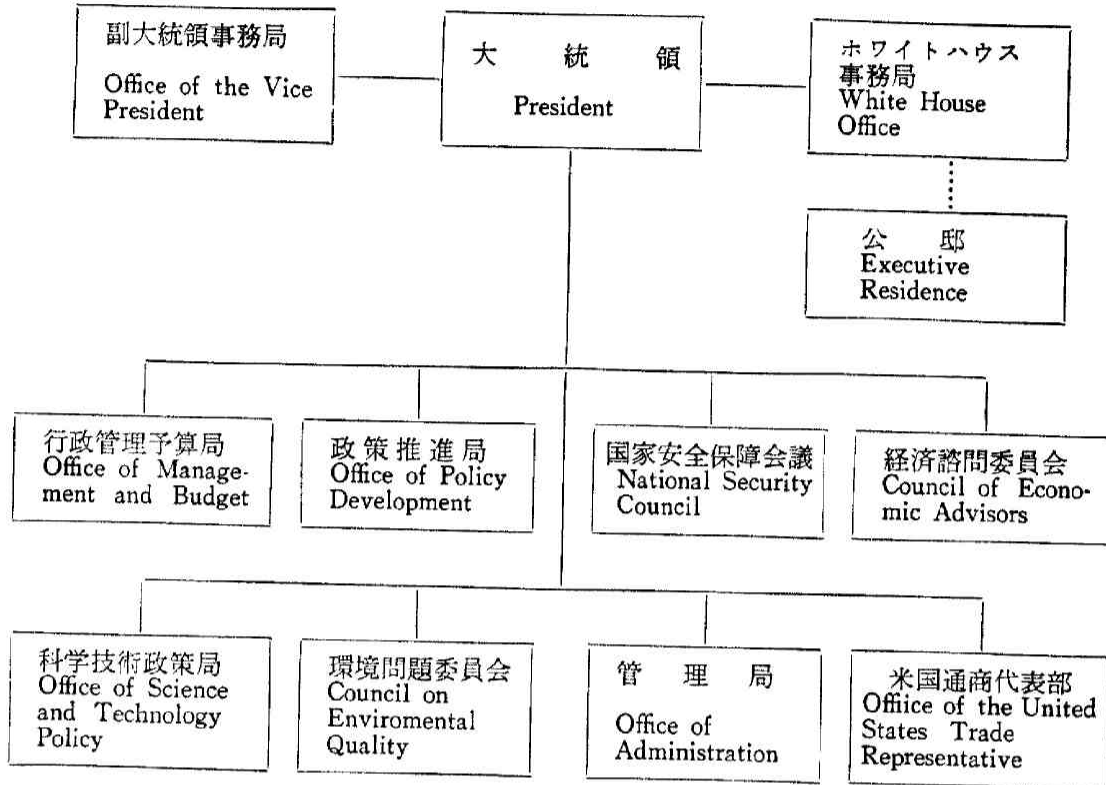 副大統領事務局
Office of the Vice
President
大統領
President
ホワイトハウス
事務局
White House
Office
公邸
Executive
Residence
行政管理予算局
Office of Manage-
ment and Budget
政策推進局
Office of Policy
Development
国家安全保障会議
National Security
Council
経済諮問委員会
Council of Econo-
mic Advisors
科学技術政策局
Office of Science
and Technology
Policy
環境問題委員会
Council on
Enviromental
Quality
管理局
Office of
Administration
米国通商代表部
Office of the United
States Trade
Representative